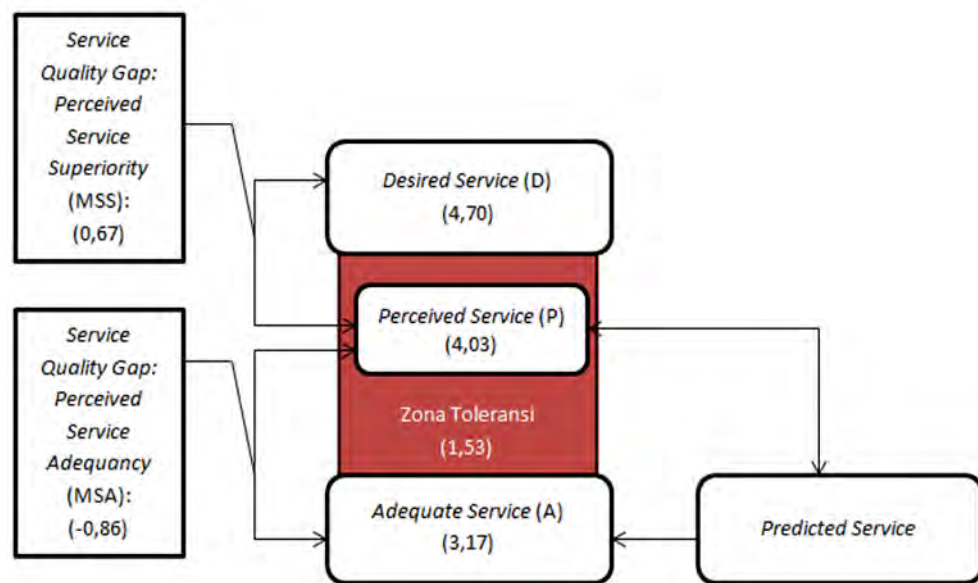 Service
Quality Gap:
Perceived
Service
Superiority
(MSS):
(0,67)
Desired Service (D)
(4,70)
Perceived Service (P)
(4,03)
Zona Toleransi
(1,53)
Service
Quality Gap:
Perceived
Service
Adequancy
(MSA):
(-0,86)
Adequate Service (A)
(3,17)
Predicted Service